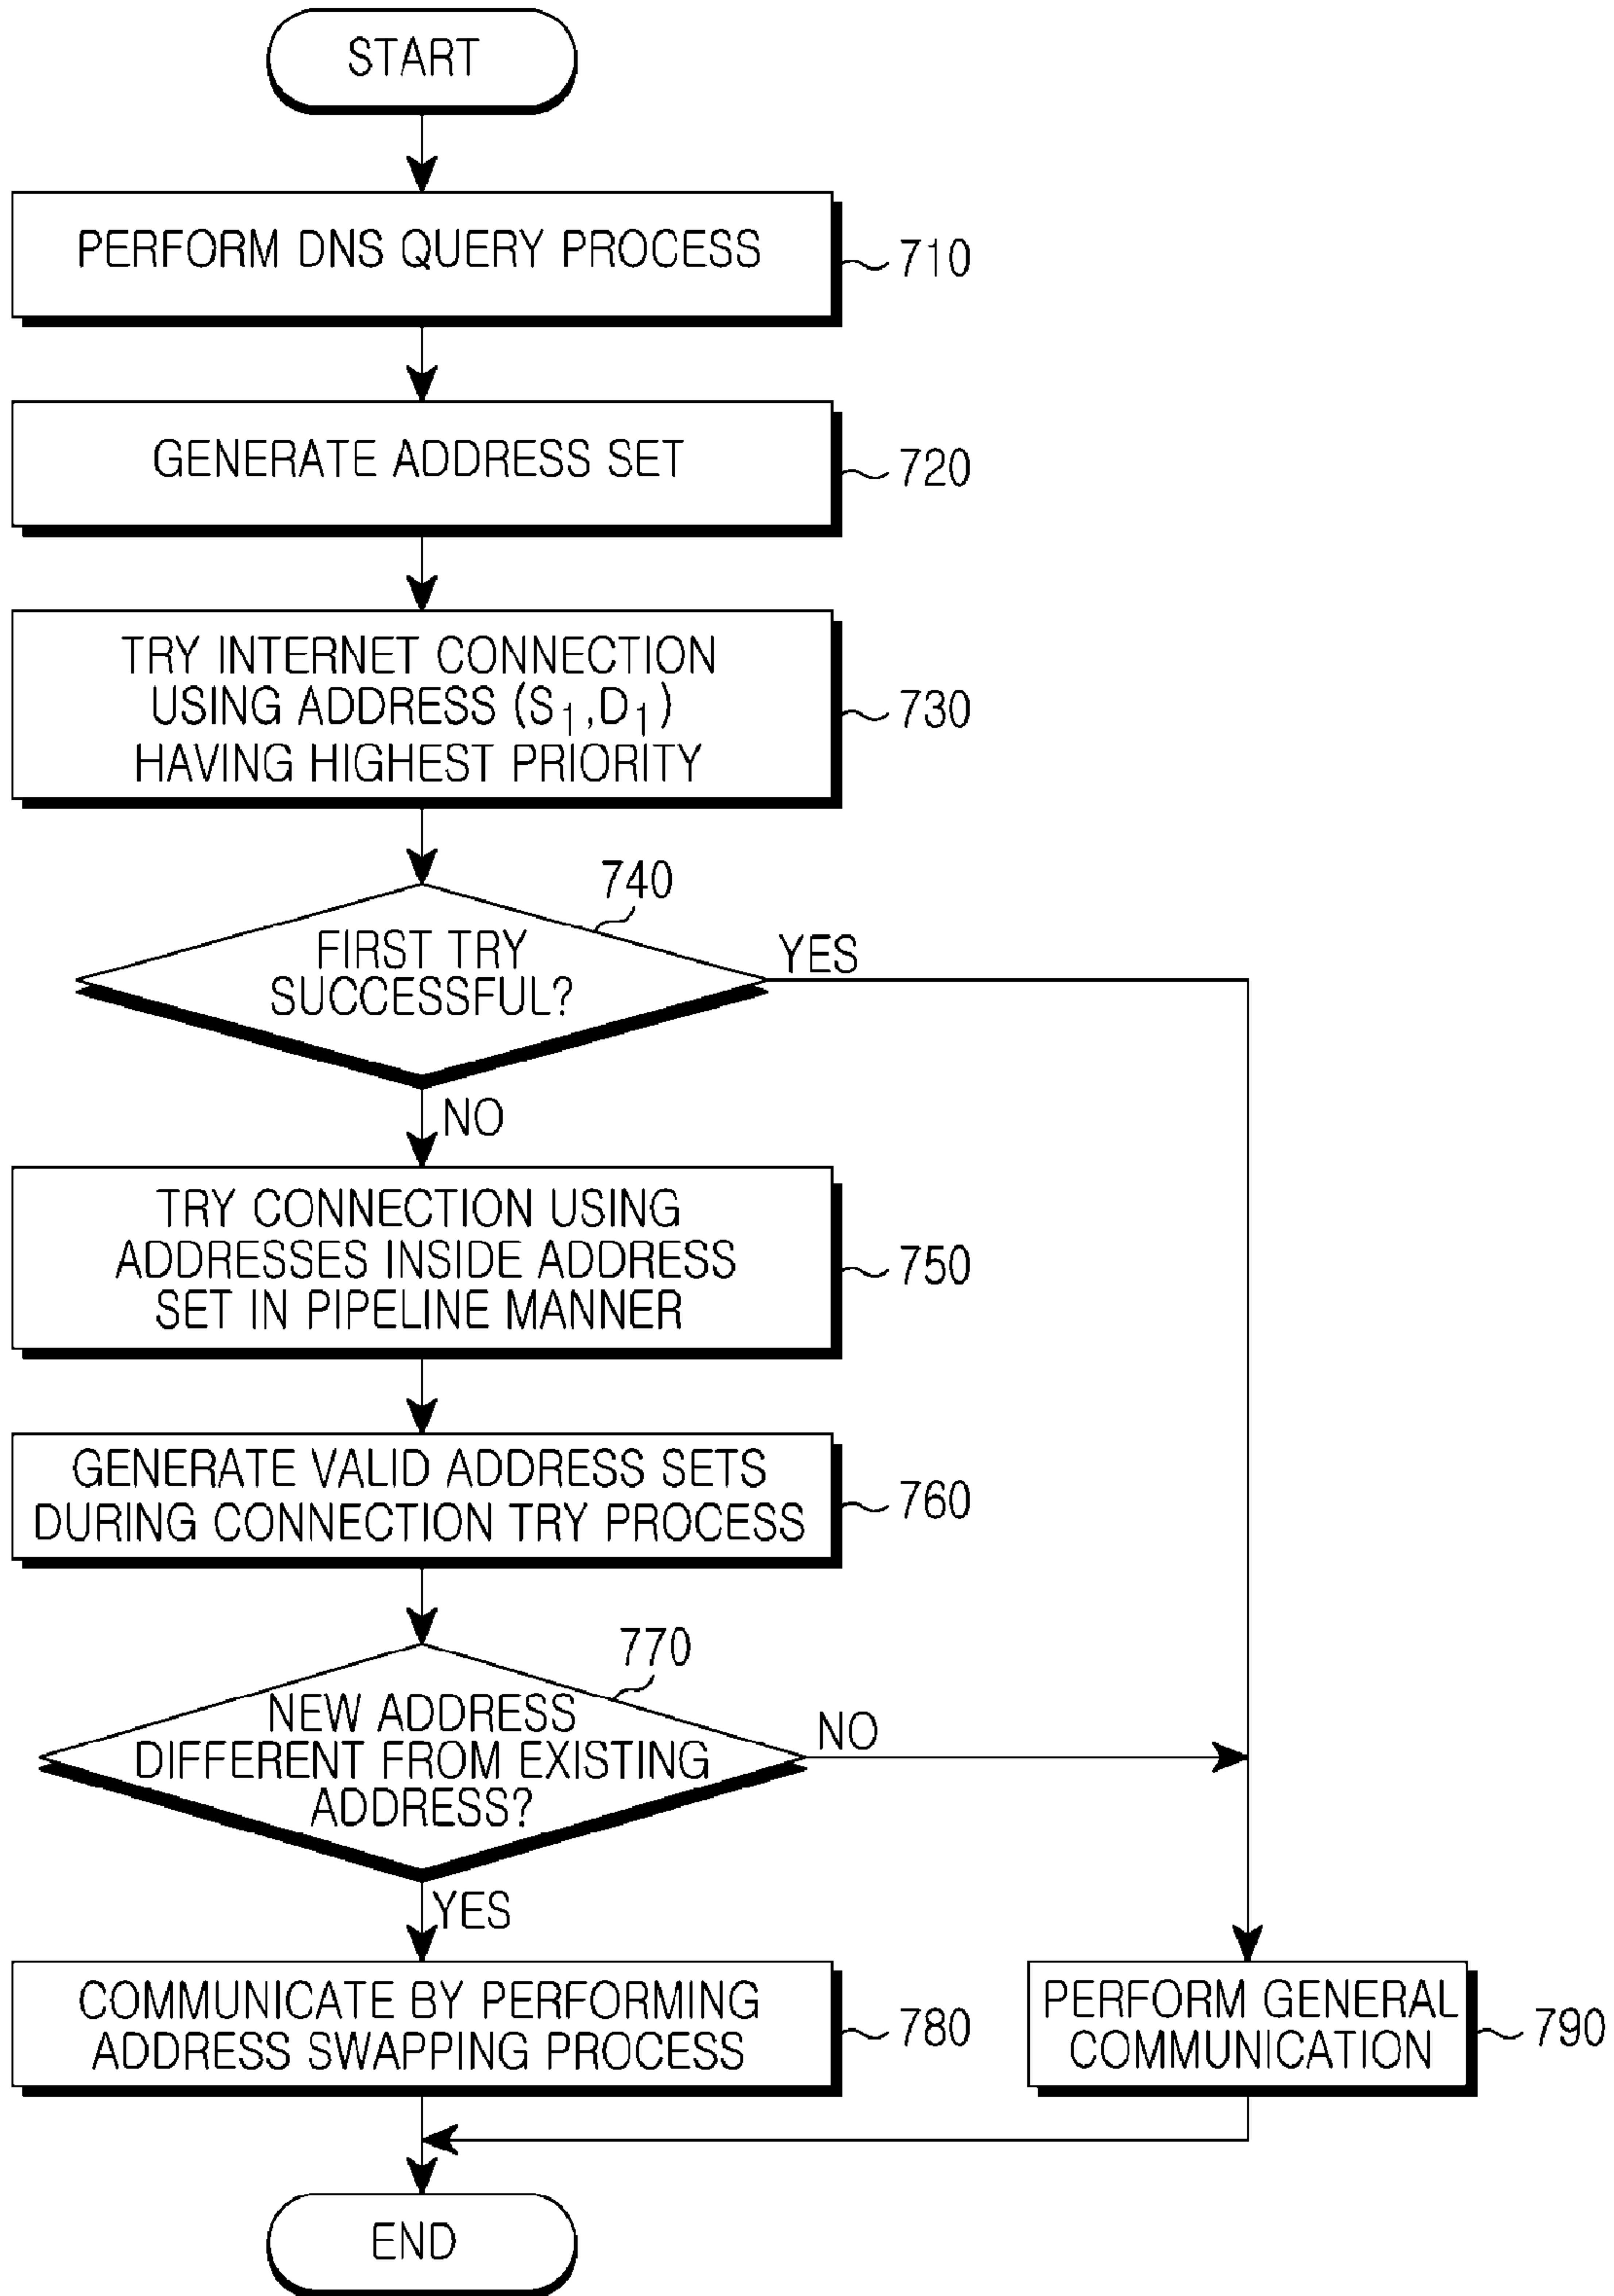 START
PERFORM DNS QUERY PROCESS
710
GENERATE ADDRESS SET
720
TRY INTERNET CONNECTION
USING ADDRESS (S1,D1)
HAVING HIGHEST PRIORITY
730
740
FIRST TRY
SUCCESSFUL?
YES
NO
TRY CONNECTION USING
ADDRESSES INSIDE ADDRESS
SET IN PIPELINE MANNER
750
GENERATE VALID ADDRESS SETS
DURING CONNECTION TRY PROCESS
760
770
NEW ADDRESS
DIFFERENT FROM EXISTING
ADDRESS?
NO
YES
COMMUNICATE BY PERFORMING
ADDRESS SWAPPING PROCESS
780
PERFORM GENERAL
COMMUNICATION
790
END